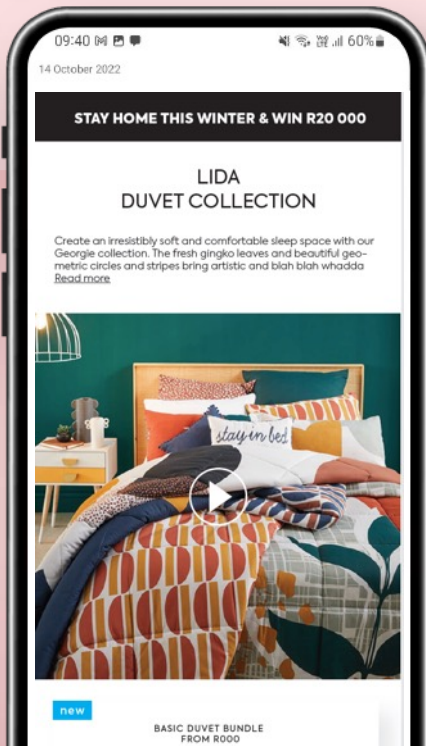 09:40
60%
14 October 2022
STAY HOME THIS WINTER & WIN R20 000
LIDA
DUVET COLLECTION
Create an irresistibly soft and comfortable sleep space with our
Georgie collection. The fresh gingko leaves and beautiful geo-
metric circles and stripes bring artistic and blah blah whadda
Read more
stay in bed
new
BASIC DUVET BUNDLE
FROM R000